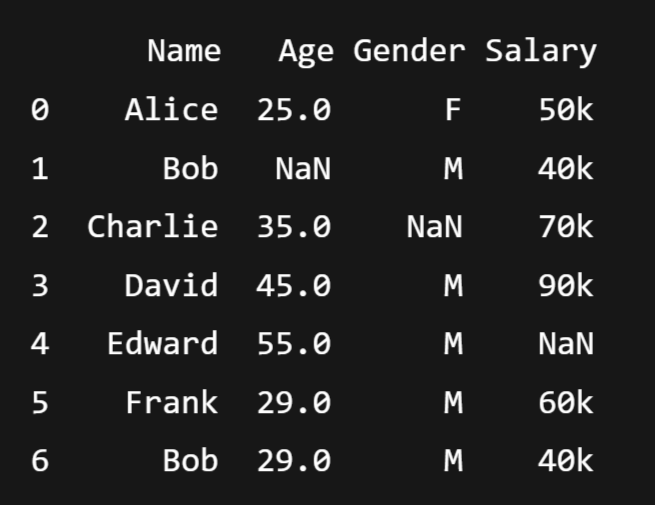 Name Age Gender Salary
0 Alice 25.0 F 50k
1 Bob NaN M 40k
2 Charlie 35.0 NaN 70k
3 David 45.0 M 90k
4 Edward 55.0 M NaN
5 Frank 29.0 M 60k
6 Bob 29.0 M 40k